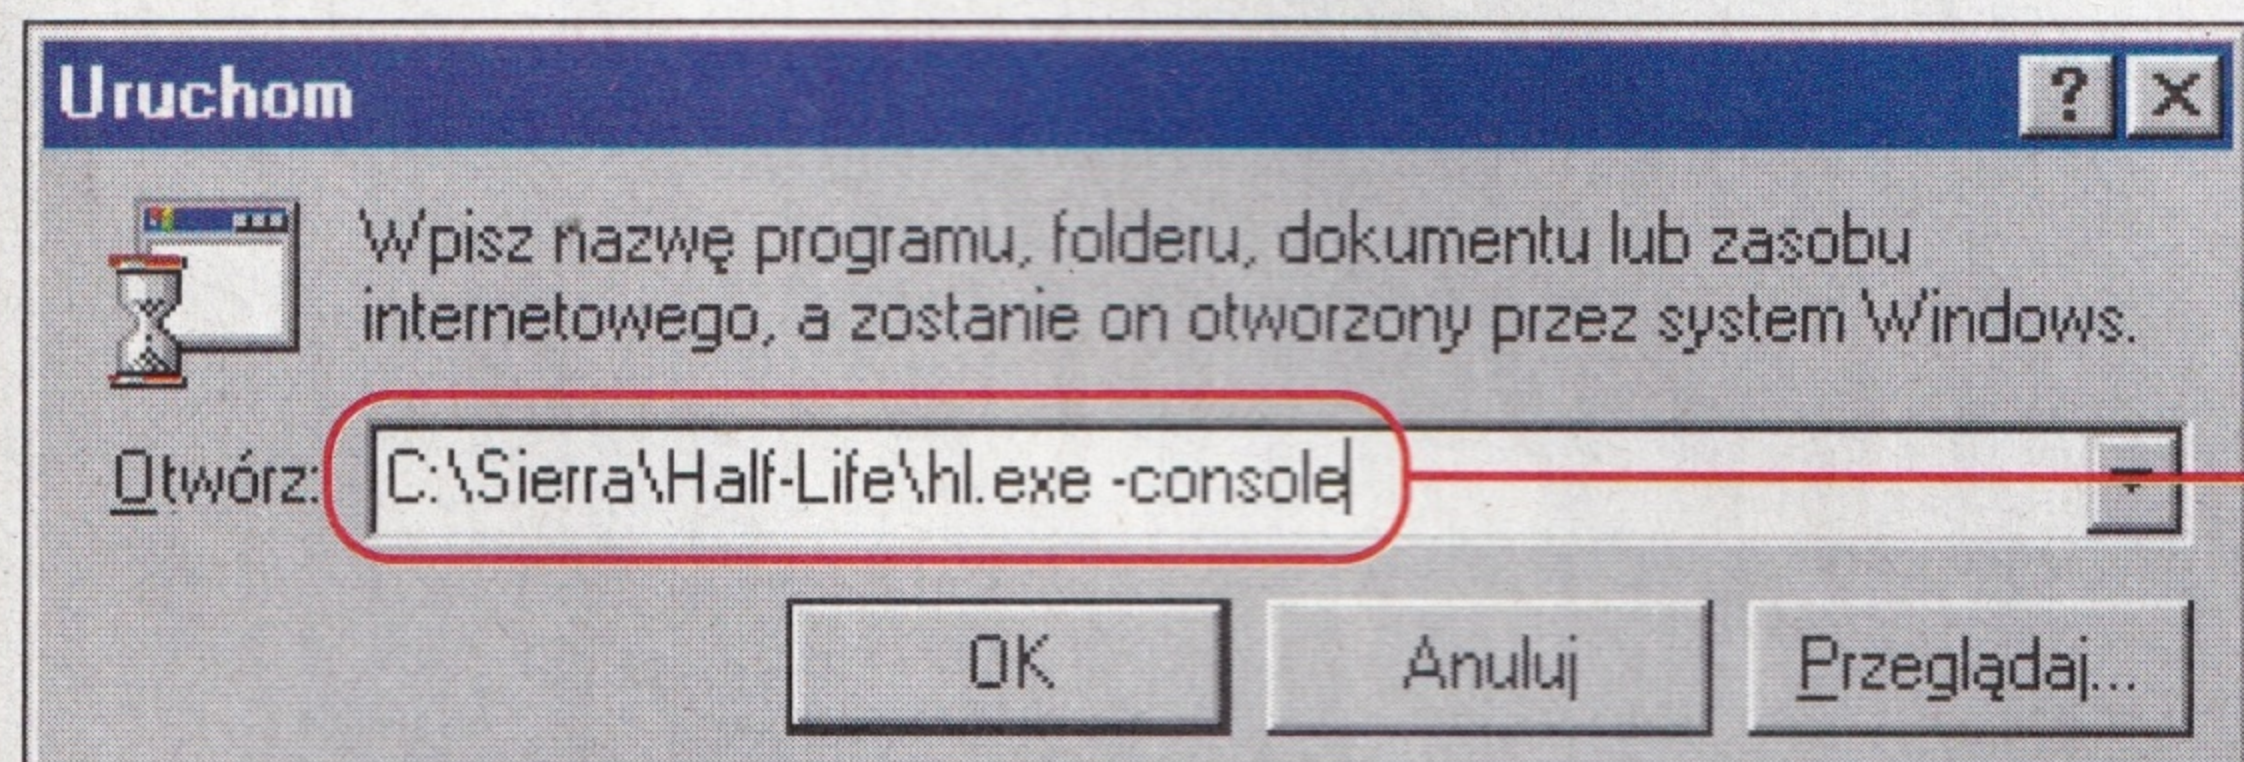 Uruchom
Wpisz nazwę programu, folderu, dokumentu lub zasobu
internetowego, a zostanie on otworzony przez system Windows.
Otwórz: C:\Sierra\Half-Life\hl.exe -console
OK Anuluj Przeglądaj...